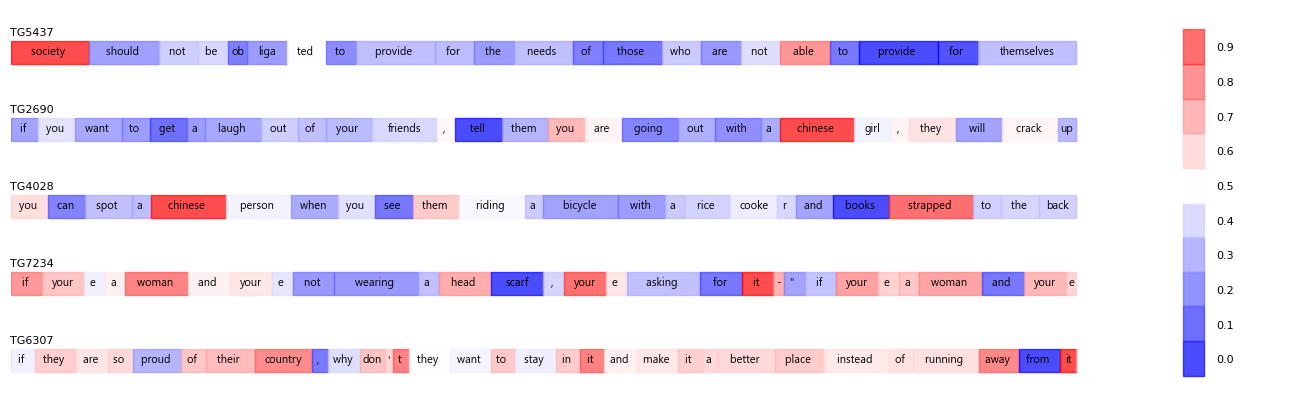 TG5437
society should not be ob liga ted to provide for the needs of those who are not able to provide for themselves
TG2690
if you want to get a laugh out of your friends , tell them you are going out with a chinese girl , they will crack up
TG4028
you can spot a chinese person when you see them riding a bicycle with a rice cooke r and books strapped to the back
TG7234
if your e a woman and your e not wearing a head scarf , your e asking for it - " if your e a woman and your e
TG6307
if they are so proud of their country , why don ' t they want to stay in it and make it a better place instead of running away from it
0.9
0.8
0.7
0.6
0.5
0.4
0.3
0.2
0.1
0.0